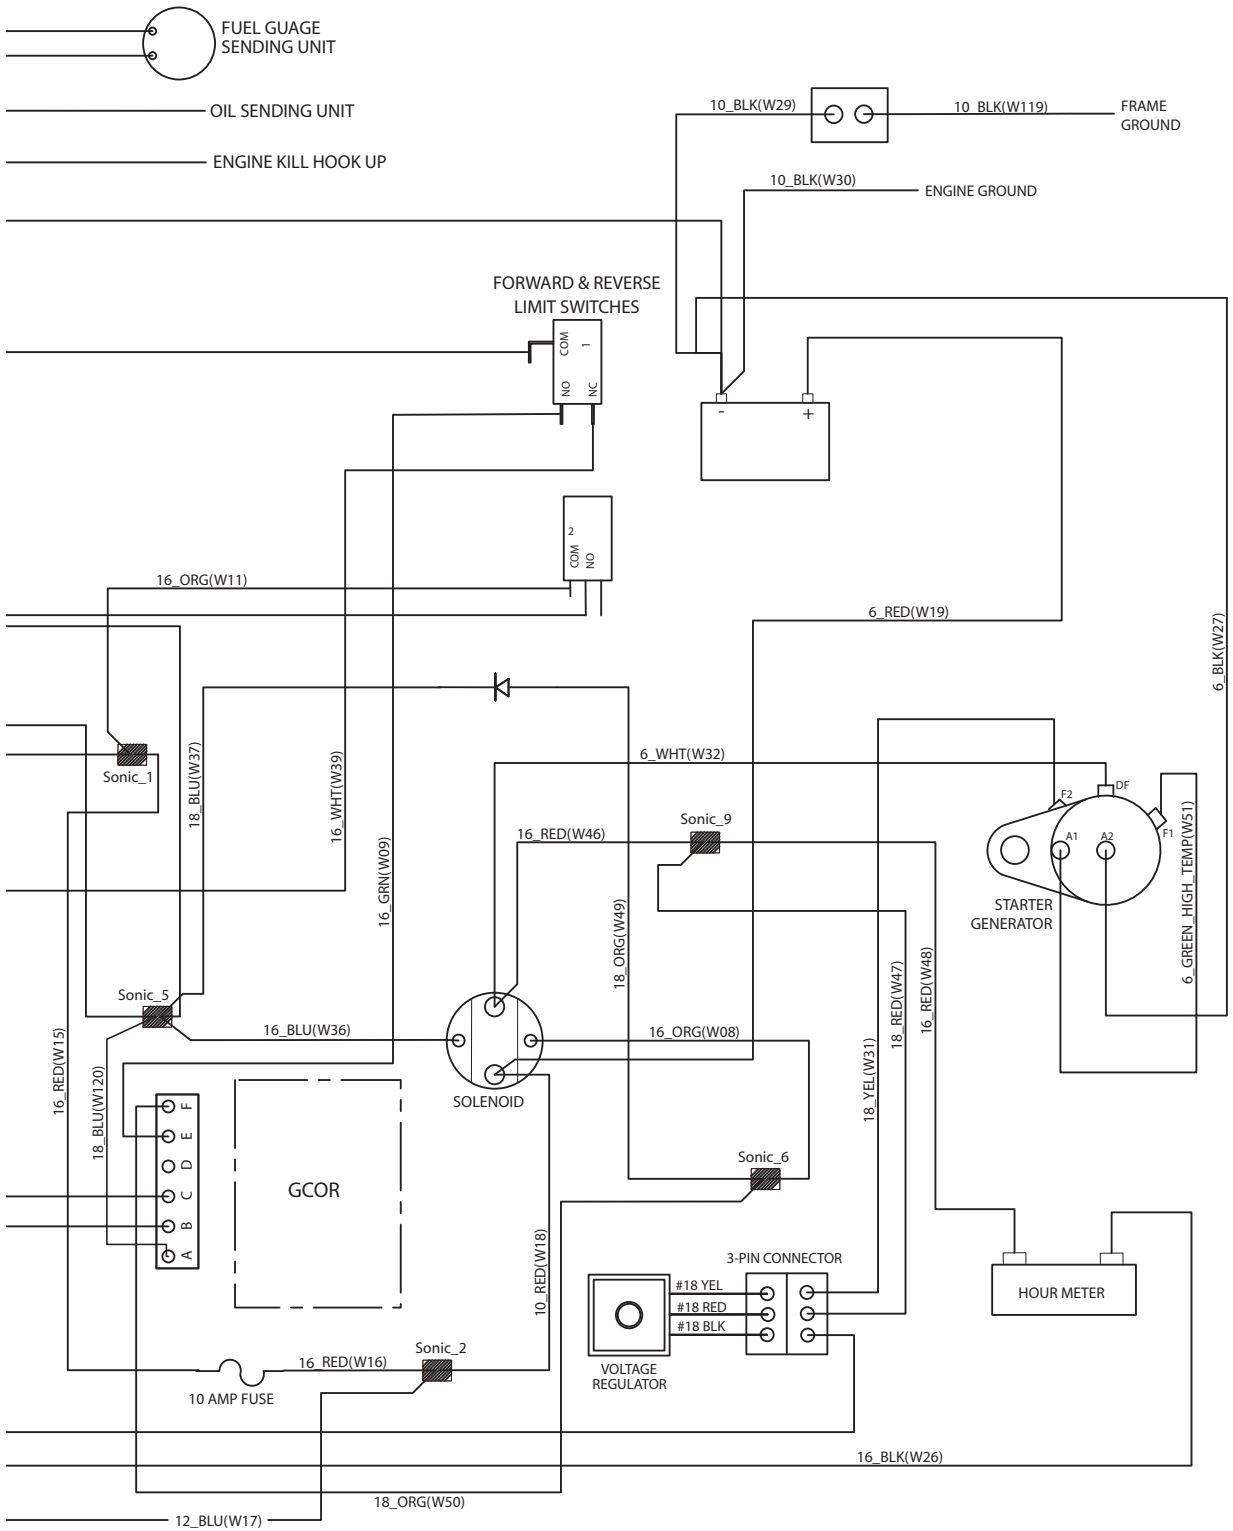 FUEL GUAGE
SENDING UNIT
OIL SENDING UNIT
ENGINE KILL HOOK UP
10_BLK(W29)
10_BLK(W119)
FRAME
GROUND
10_BLK(W30)
ENGINE GROUND
FORWARD & REVERSE
LIMIT SWITCHES
COM
1
NO
NC
-
+
2
COM
NO
16_ORG(W11)
6_RED(W19)
6_BLK(W27)
Sonic_1
18_BLU(W37)
16_WHT(W39)
16_GRN(W09)
6_WHT(W32)
16_RED(W46)
Sonic_9
F2
DF
F1
A1
A2
STARTER
GENERATOR
6_GREEN_HIGH_TEMP(W51)
18_ORG(W49)
18_RED(W47)
16_RED(W48)
18_YEL(W31)
Sonic_5
16_BLU(W36)
16_ORG(W08)
SOLENOID
16_RED(W15)
18_BLU(W120)
F
E
D
C
B
A
GCOR
Sonic_6
10_RED(W18)
3-PIN CONNECTOR
#18 YEL
#18 RED
#18 BLK
VOLTAGE
REGULATOR
HOUR METER
Sonic_2
16_RED(W16)
10 AMP FUSE
16_BLK(W26)
18_ORG(W50)
12_BLU(W17)